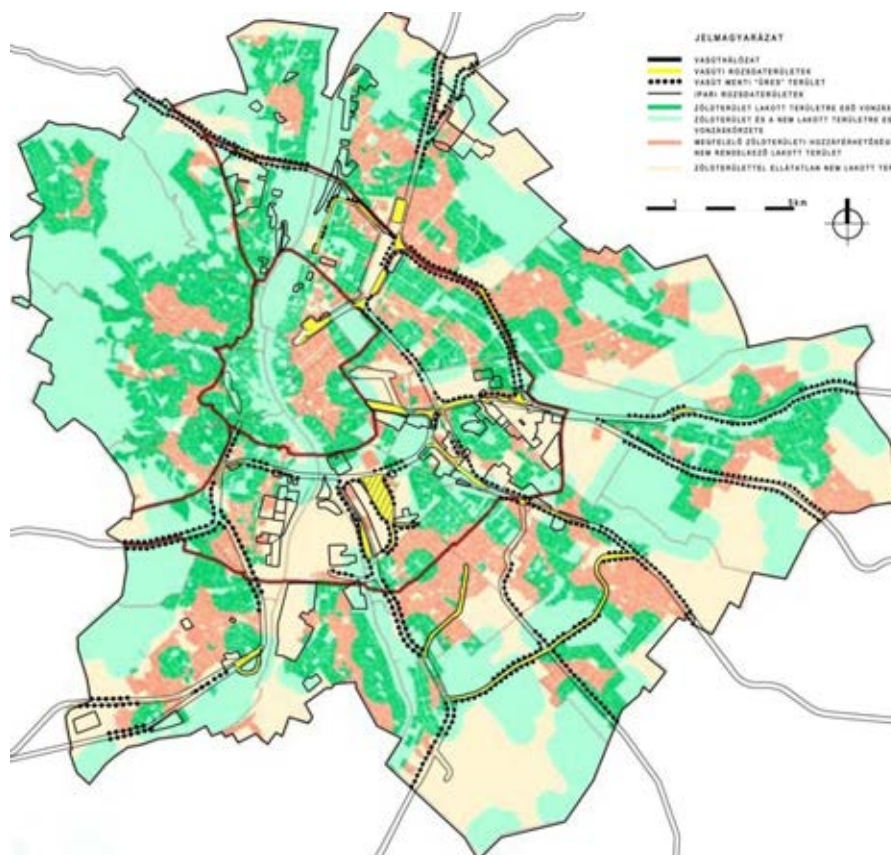 JELMAGYARÁZAT
VASÚTHÁLÓZAT
VASÚTI ROZSDATERÜLETEK
VASÚT MENTI "ÜRES" TERÜLET
IPARI ROZSDATERÜLETEK
ZÖLDTERÜLET LAKOTT TERÜLETRE ESŐ VONZÁS
ZÖLDTERÜLET ÉS A NEM LAKOTT TERÜLETRE ES
VONZÁSKÖRZETE
MEGFELELŐ ZÖLDTERÜLETI HOZZÁFÉRHETŐSÉG
NEM RENDELKEZŐ LAKOTT TERÜLET
ZÖLDTERÜLETTEL ELLÁTATLAN NEM LAKOTT TER
1 5km